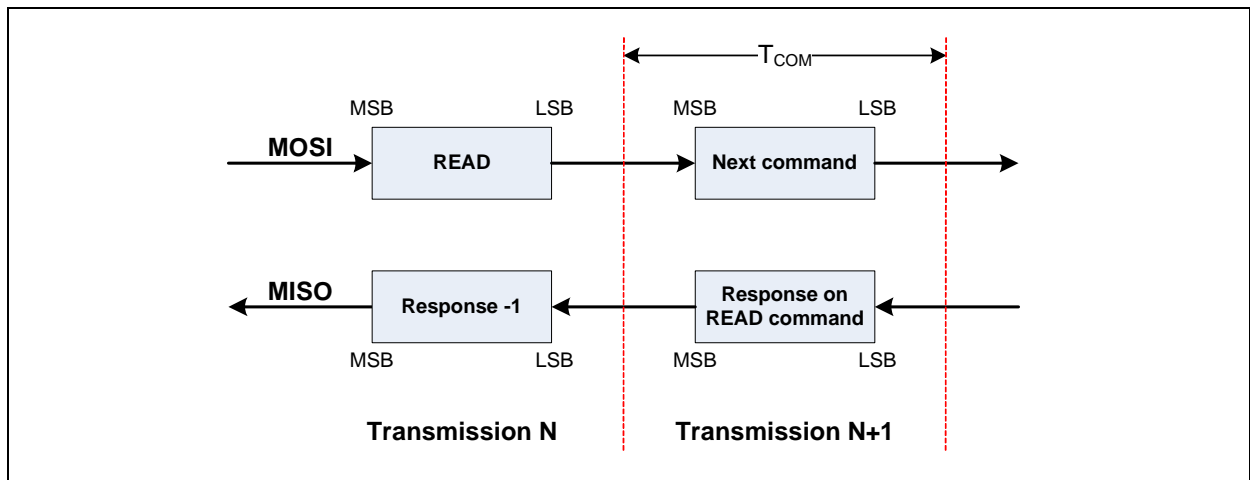 T_COM
MSB LSB MSB LSB
MOSI READ Next command
MISO Response -1 Response on
READ command
MSB LSB MSB LSB
Transmission N Transmission N+1